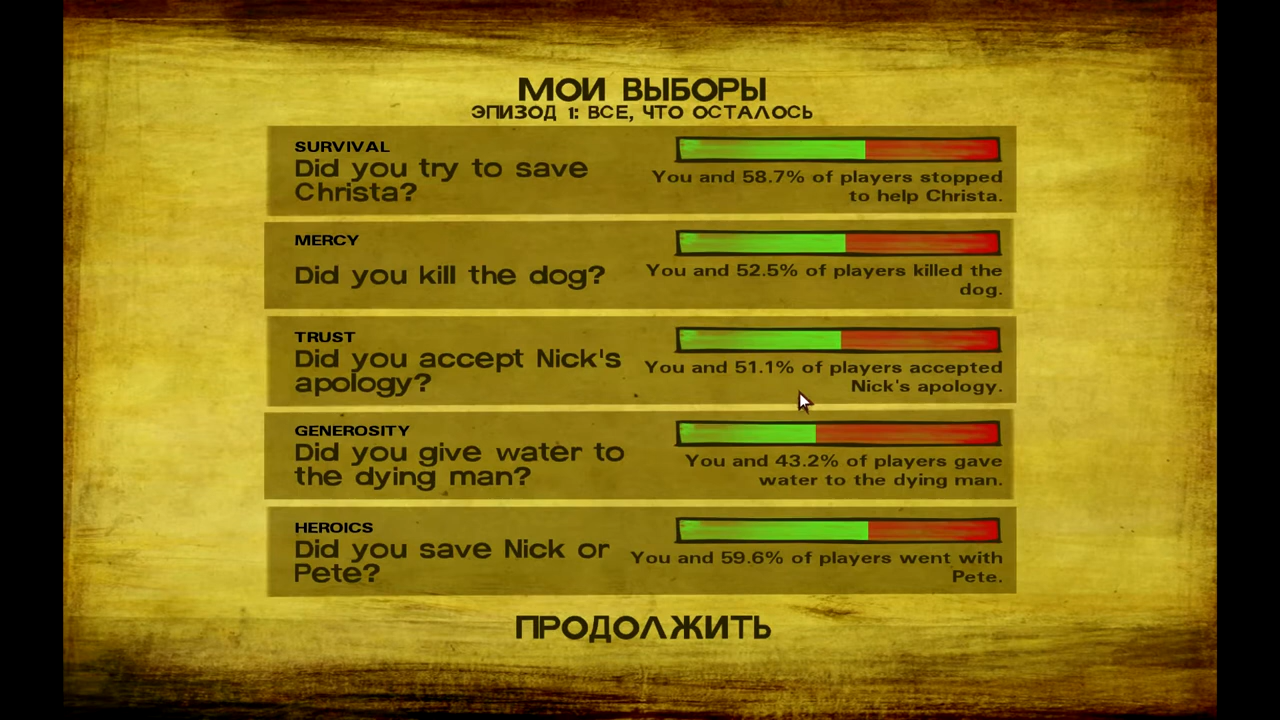 МОИ ВЫБОРЫ
ЭПИЗОД 1: ВСЕ, ЧТО ОСТАЛОСЬ
SURVIVAL
Did you try to save
Christa?
You and 58.7% of players stopped
to help Christa.
MERCY
Did you kill the dog?
You and 52.5% of players killed the
dog.
TRUST
Did you accept Nick's
apology?
You and 51.1% of players accepted
Nick's apology.
GENEROSITY
Did you give water to
the dying man?
You and 43.2% of players gave
water to the dying man.
HEROICS
Did you save Nick or
Pete?
You and 59.6% of players went with
Pete.
ПРОДОЛЖИТЬ